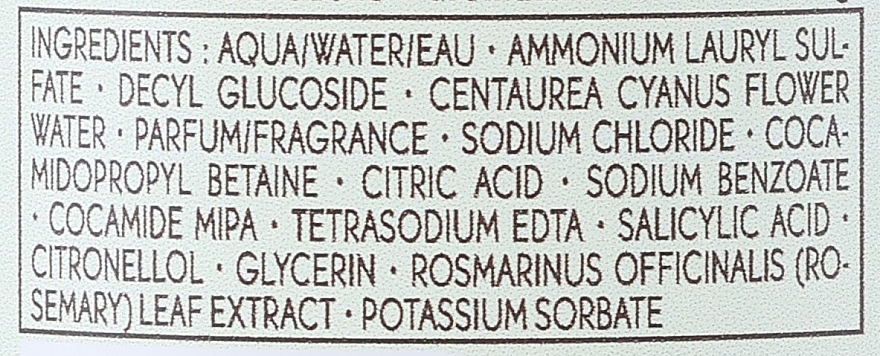 INGREDIENTS : AQUA/WATER/EAU · AMMONIUM LAURYL SUL-
FATE · DECYL GLUCOSIDE · CENTAUREA CYANUS FLOWER
WATER · PARFUM/FRAGRANCE · SODIUM CHLORIDE · COCA-
MIDOPROPYL BETAINE · CITRIC ACID · SODIUM BENZOATE
· COCAMIDE MIPA · TETRASODIUM EDTA · SALICYLIC ACID ·
CITRONELLOL · GLYCERIN · ROSMARINUS OFFICINALIS (RO-
SEMARY) LEAF EXTRACT · POTASSIUM SORBATE